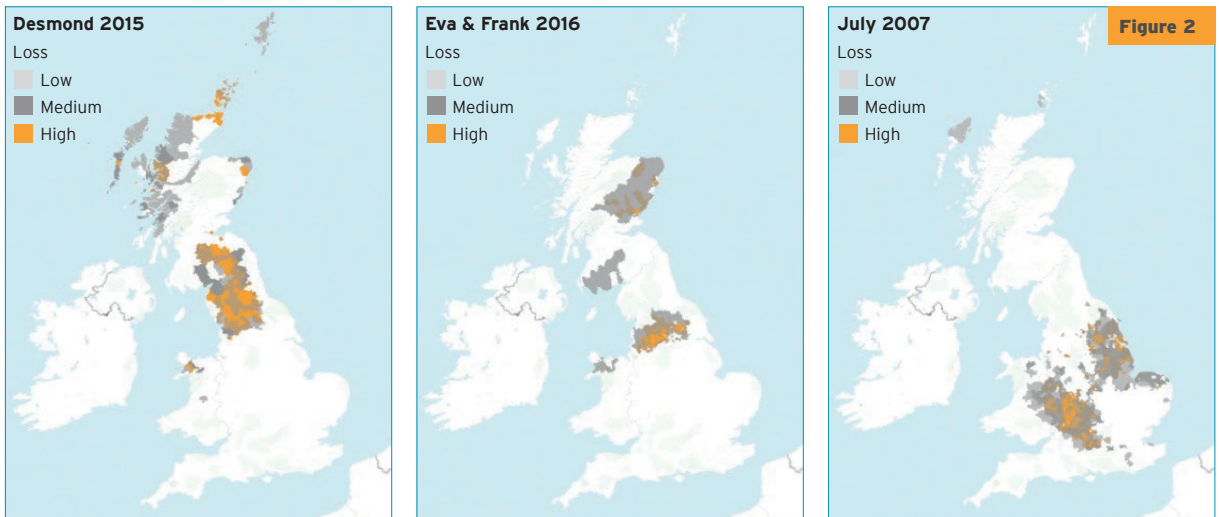 Desmond 2015
Loss
Low
Medium
High
Eva & Frank 2016
Loss
Low
Medium
High
July 2007
Loss
Low
Medium
High
Figure 2